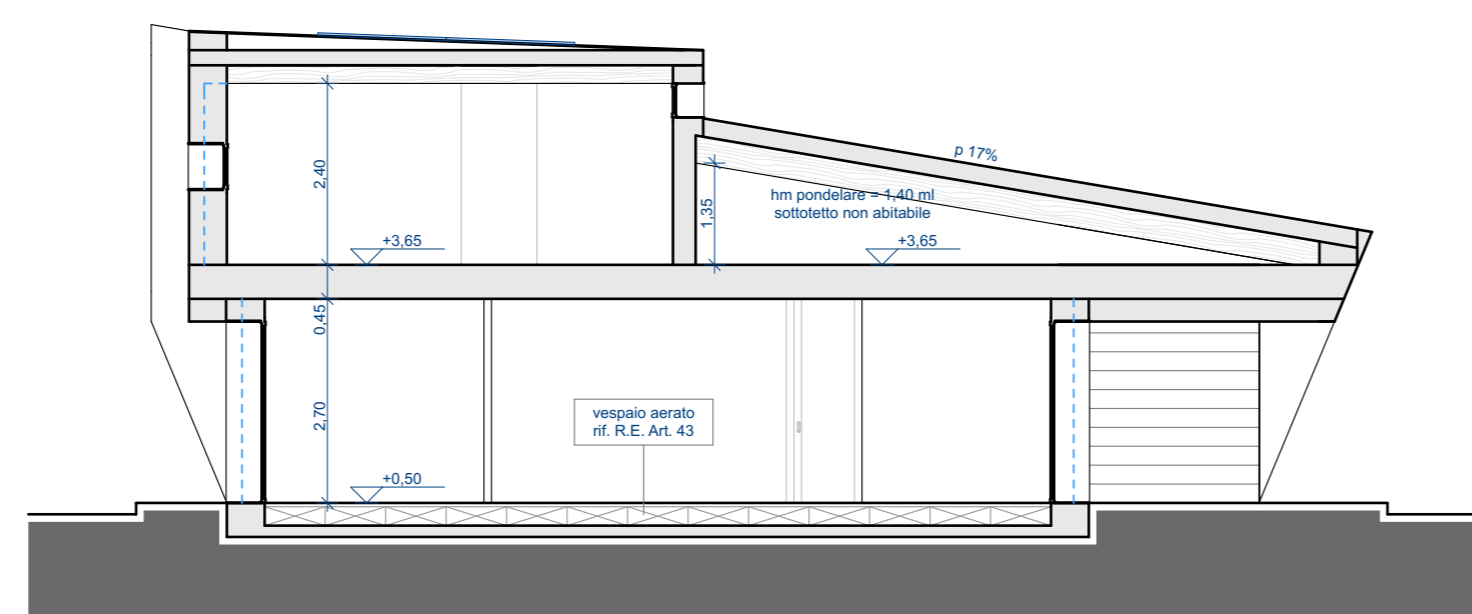 p 17%
2,40
hm pondelare = 1,40 ml
sottotetto non abitabile
1,35
+3,65
+3,65
0,45
2,70
vespaio aerato
rif. R.E. Art. 43
+0,50